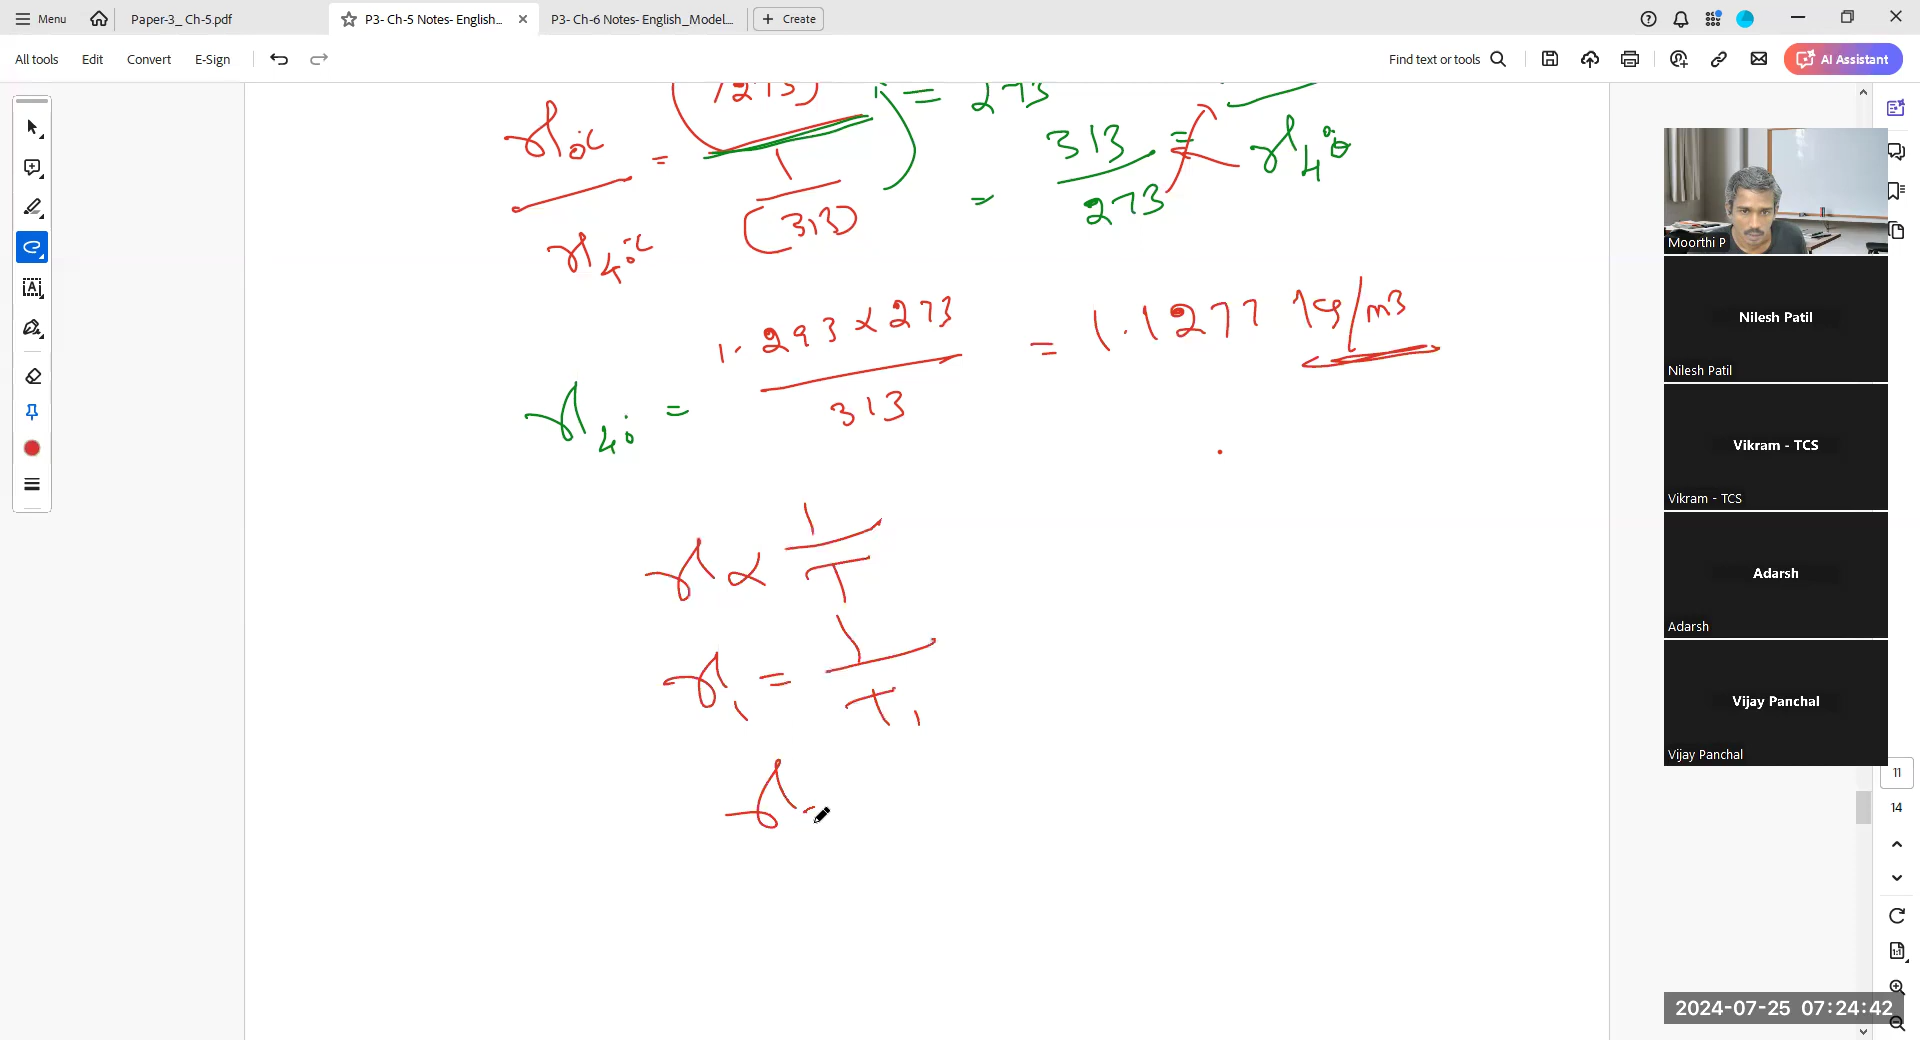 Menu
Paper-3_ Ch-5.pdf
P3- Ch-5 Notes- English...
P3- Ch-6 Notes- English_Model...
+ Create
All tools
Edit
Convert
E-Sign
Find text or tools
AI Assistant
= 273
313
273
=
=
=
1
(313)
1.293 x 273
313
= 1.1277 kg/m3
=
∝ 1
T
1 = 1
T1
Moorthi P
Nilesh Patil
Nilesh Patil
Vikram - TCS
Vikram - TCS
Adarsh
Adarsh
Vijay Panchal
Vijay Panchal
11
14
2024-07-25 07:24:42